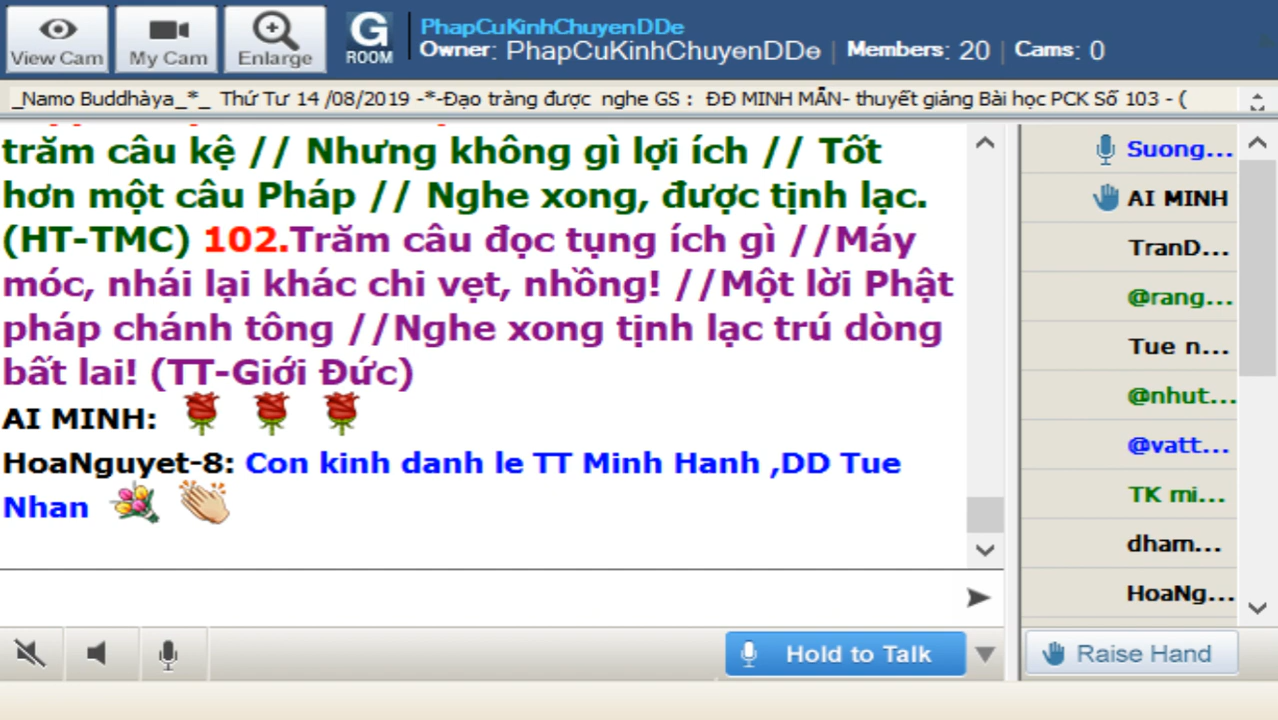 View Cam
My Cam
Enlarge
G
ROOM
PhapCuKinhChuyenDDe
Owner: PhapCuKinhChuyenDDe | Members: 20 | Cams: 0
_Namo Buddhàya_*_ Thứ Tư 14 /08/2019 -*-Đạo tràng được nghe GS : ĐĐ MINH MẪN- thuyết giảng Bài học PCK Số 103 - (
trăm câu kệ // Nhưng không gì lợi ích // Tốt
hơn một câu Pháp // Nghe xong, được tịnh lạc.
(HT-TMC) 102.Trăm câu đọc tụng ích gì //Máy
móc, nhái lại khác chi vẹt, nhồng! //Một lời Phật
pháp chánh tông //Nghe xong tịnh lạc trú dòng
bất lai! (TT-Giới Đức)
AI MINH:
HoaNguyet-8: Con kinh danh le TT Minh Hanh ,DD Tue
Nhan
Suong...
AI MINH
TranD...
@rang...
Tue n...
@nhut...
@vatt...
TK mi...
dham...
HoaNg...
Hold to Talk
Raise Hand